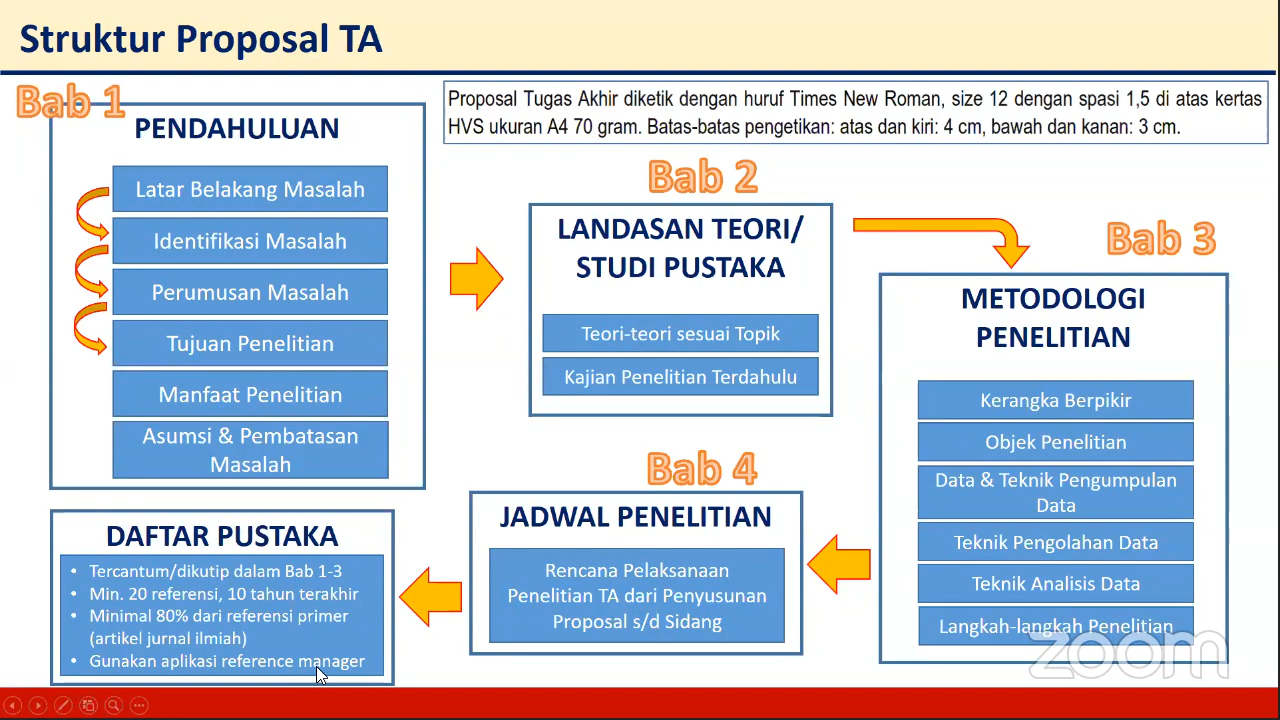 Struktur Proposal TA
Proposal Tugas Akhir diketik dengan huruf Times New Roman, size 12 dengan spasi 1,5 di atas kertas
HVS ukuran A4 70 gram. Batas-batas pengetikan: atas dan kiri: 4 cm, bawah dan kanan: 3 cm.
Bab 1
PENDAHULUAN
Latar Belakang Masalah
Identifikasi Masalah
Perumusan Masalah
Tujuan Penelitian
Manfaat Penelitian
Asumsi & Pembatasan
Masalah
Bab 2
LANDASAN TEORI/
STUDI PUSTAKA
Teori-teori sesuai Topik
Kajian Penelitian Terdahulu
Bab 3
METODOLOGI
PENELITIAN
Kerangka Berpikir
Objek Penelitian
Data & Teknik Pengumpulan
Data
Teknik Pengolahan Data
Teknik Analisis Data
Langkah-langkah Penelitian
Bab 4
JADWAL PENELITIAN
Rencana Pelaksanaan
Penelitian TA dari Penyusunan
Proposal s/d Sidang
DAFTAR PUSTAKA
• Tercantum/dikutip dalam Bab 1-3
• Min. 20 referensi, 10 tahun terakhir
• Minimal 80% dari referensi primer
(artikel jurnal ilmiah)
• Gunakan aplikasi reference manager
zoom